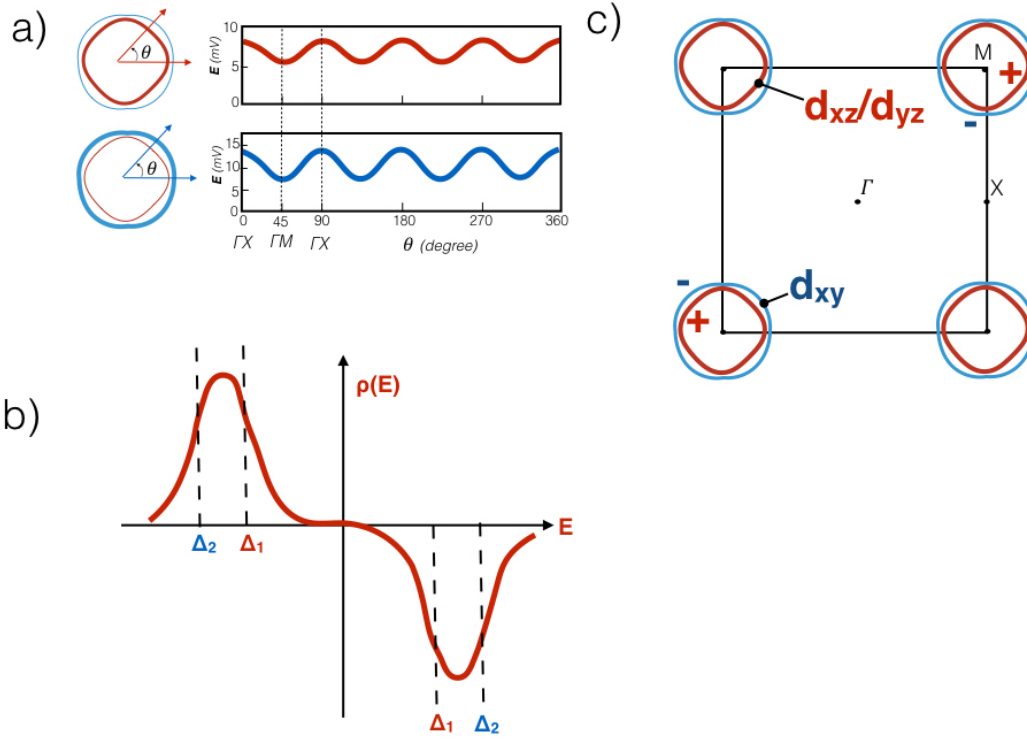 a)
θ
E (mV)
10
5
0
θ
E (mV)
15
10
5
0
0 45 90 180 270 360
ΓX ΓM ΓX θ (degree)
b)
ρ(E)
E
Δ₂ Δ₁
Δ₁ Δ₂
c)
M
+
-
dxz/dyz
Γ
X
-
dxy
+